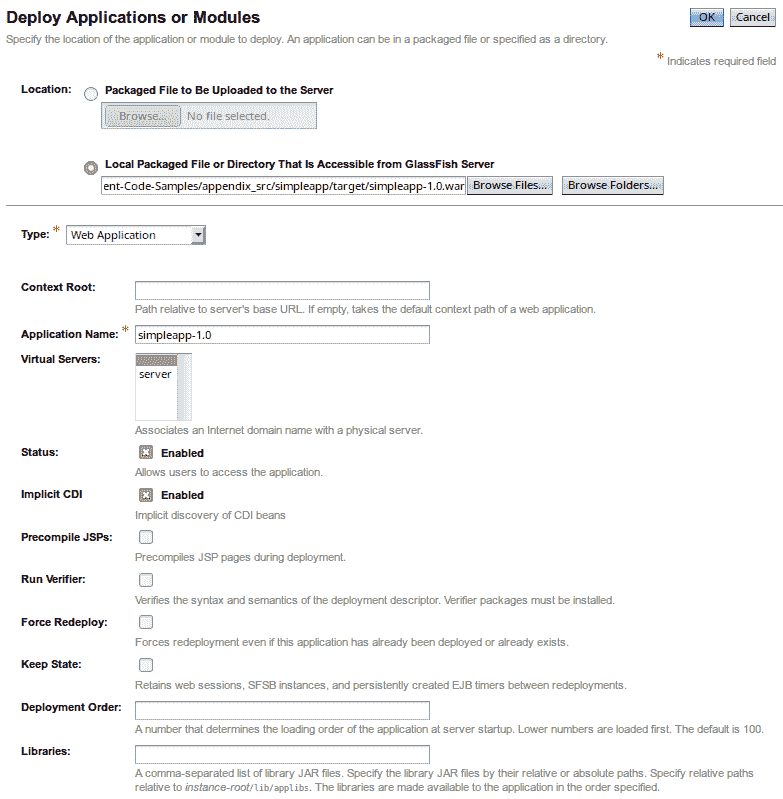 Deploy Applications or Modules
OK Cancel
Specify the location of the application or module to deploy. An application can be in a packaged file or specified as a directory.
* Indicates required field
Location: Packaged File to Be Uploaded to the Server
Browse... No file selected.
Local Packaged File or Directory That Is Accessible from GlassFish Server
ent-Code-Samples/appendix_src/simpleapp/target/simpleapp-1.0.war Browse Files... Browse Folders...
Type: * Web Application
Context Root:
Path relative to server's base URL. If empty, takes the default context path of a web application.
Application Name: * simpleapp-1.0
Virtual Servers:
server
Associates an Internet domain name with a physical server.
Status: Enabled
Allows users to access the application.
Implicit CDI Enabled
Implicit discovery of CDI beans
Precompile JSPs:
Precompiles JSP pages during deployment.
Run Verifier:
Verifies the syntax and semantics of the deployment descriptor. Verifier packages must be installed.
Force Redeploy:
Forces redeployment even if this application has already been deployed or already exists.
Keep State:
Retains web sessions, SFSB instances, and persistently created EJB timers between redeployments.
Deployment Order:
A number that determines the loading order of the application at server startup. Lower numbers are loaded first. The default is 100.
Libraries:
A comma-separated list of library JAR files. Specify the library JAR files by their relative or absolute paths. Specify relative paths
relative to instance-root/lib/applibs. The libraries are made available to the application in the order specified.